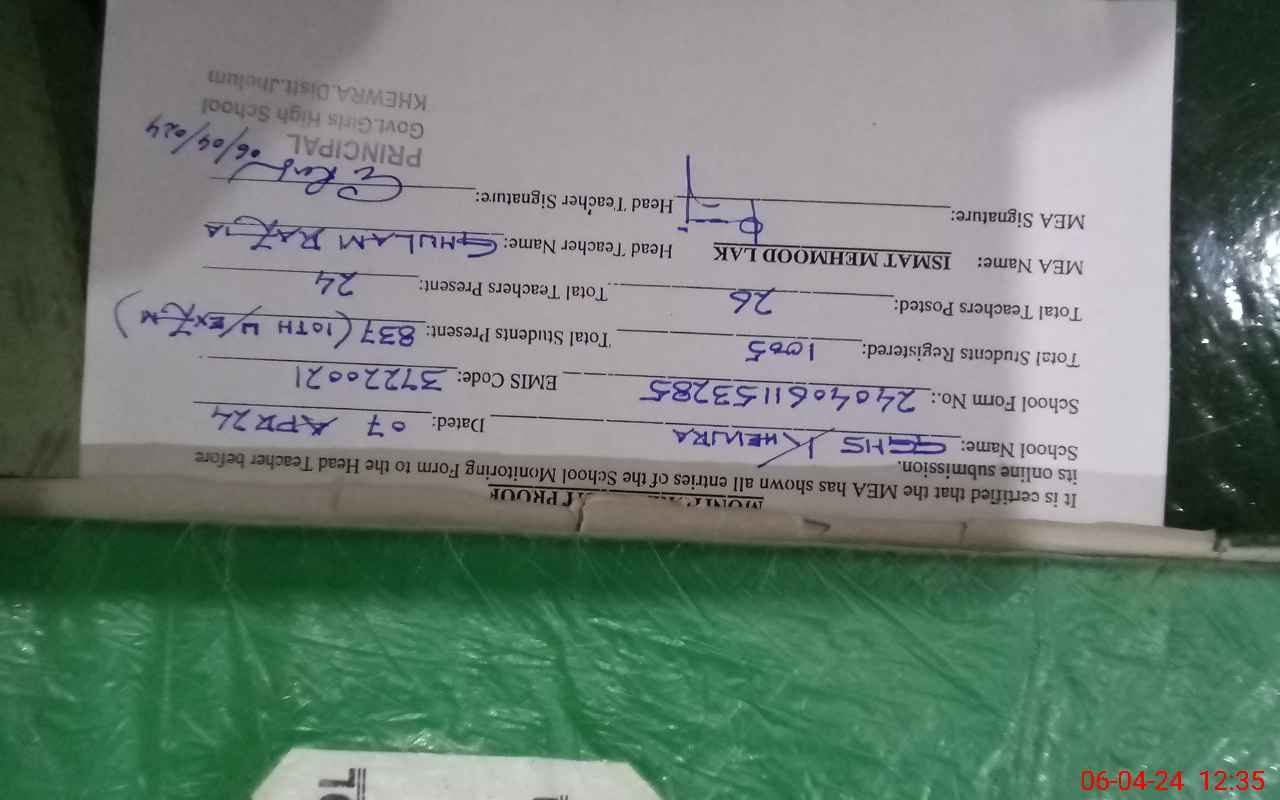 It is certified that the MEA has shown all entries of the School Monitoring Form to the Head Teacher before
its online submission.
School Name: GGHS KHEWRA Dated: 07 APR 24
School Form No.: 2404061153285 EMIS Code: 37220021
Total Students Registered: 1005 Total Students Present: 837 (10TH W/EXZM)
Total Teachers Posted: 26 Total Teachers Present: 24
MEA Name: ISMAT MEHMOOD LAK Head Teacher Name: GHULAM RAZIA
MEA Signature: Head Teacher Signature:
06/04/024
PRINCIPAL
Govt.Girls High School
KHEWRA.Distt.Jhelum
06-04-24 12:35